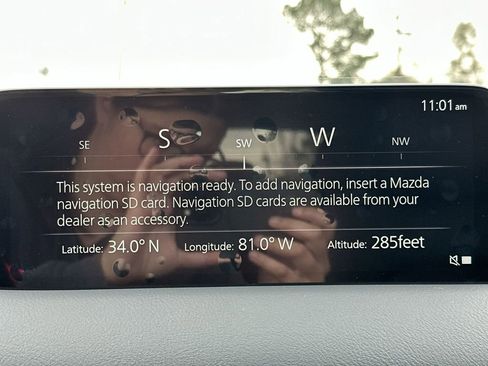 11:01am
SE S SW W NW
This system is navigation ready. To add navigation, insert a Mazda
navigation SD card. Navigation SD cards are available from your
dealer as an accessory.
Latitude: 34.0° N Longitude: 81.0° W Altitude: 285feet